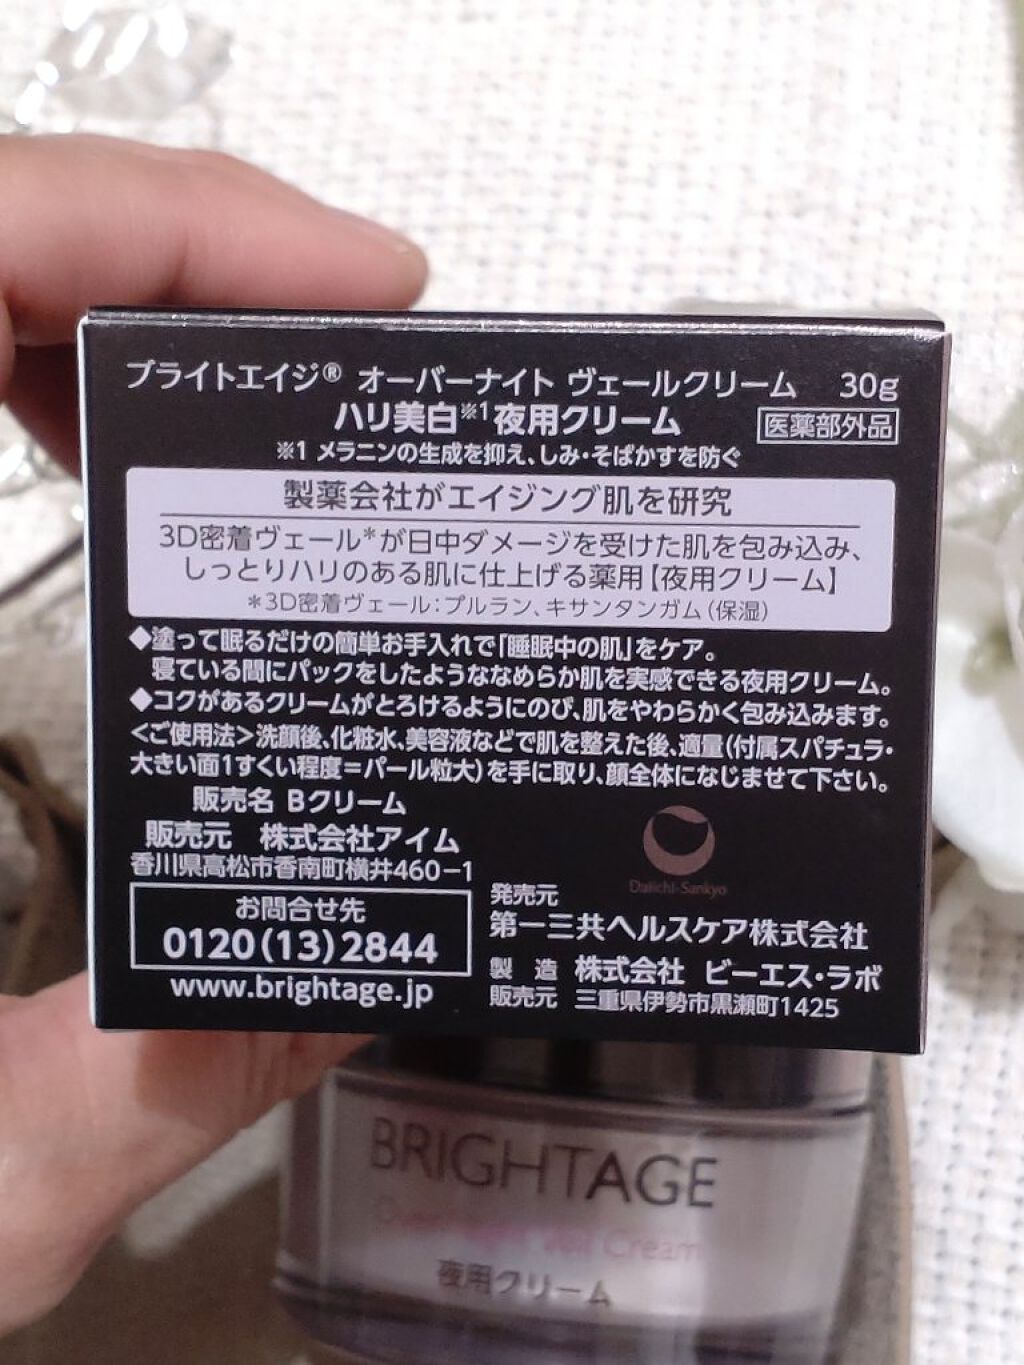 ブライトエイジ® オーバーナイト ヴェールクリーム 30g
ハリ美白※1夜用クリーム 医薬部外品
※1 メラニンの生成を抑え、しみ・そばかすを防ぐ
製薬会社がエイジング肌を研究
3D密着ヴェール*が日中ダメージを受けた肌を包み込み、
しっとりハリのある肌に仕上げる薬用【夜用クリーム】
*3D密着ヴェール：プルラン、キサンタンガム（保湿）
◆塗って眠るだけの簡単お手入れで「睡眠中の肌」をケア。
寝ている間にパックをしたようななめらか肌を実感できる夜用クリーム。
◆コクがあるクリームがとろけるようにのび、肌をやわらかく包み込みます。
<ご使用法>洗顔後、化粧水、美容液などで肌を整えた後、適量（付属スパチュラ・
大きい面1すくい程度＝パール粒大）を手に取り、顔全体になじませて下さい。
販売名 Bクリーム
販売元 株式会社アイム
香川県高松市香南町横井460-1
お問合せ先
0120(13)2844
www.brightage.jp
Daiichi-Sankyo
発売元
第一三共ヘルスケア株式会社
製造 株式会社 ビーエス・ラボ
販売元 三重県伊勢市黒瀬町1425
BRIGHTAGE
Overnight Veil Cream
夜用クリーム